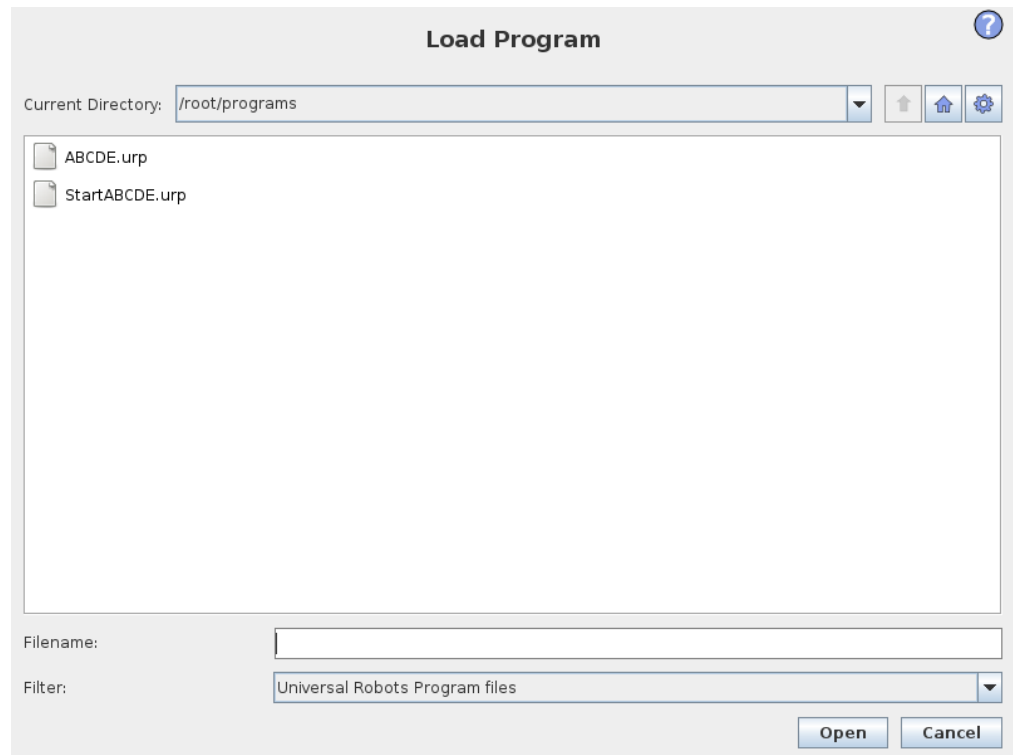 Load Program
?
Current Directory: /root/programs
ABCDE.urp
StartABCDE.urp
Filename:
Filter: Universal Robots Program files
Open Cancel